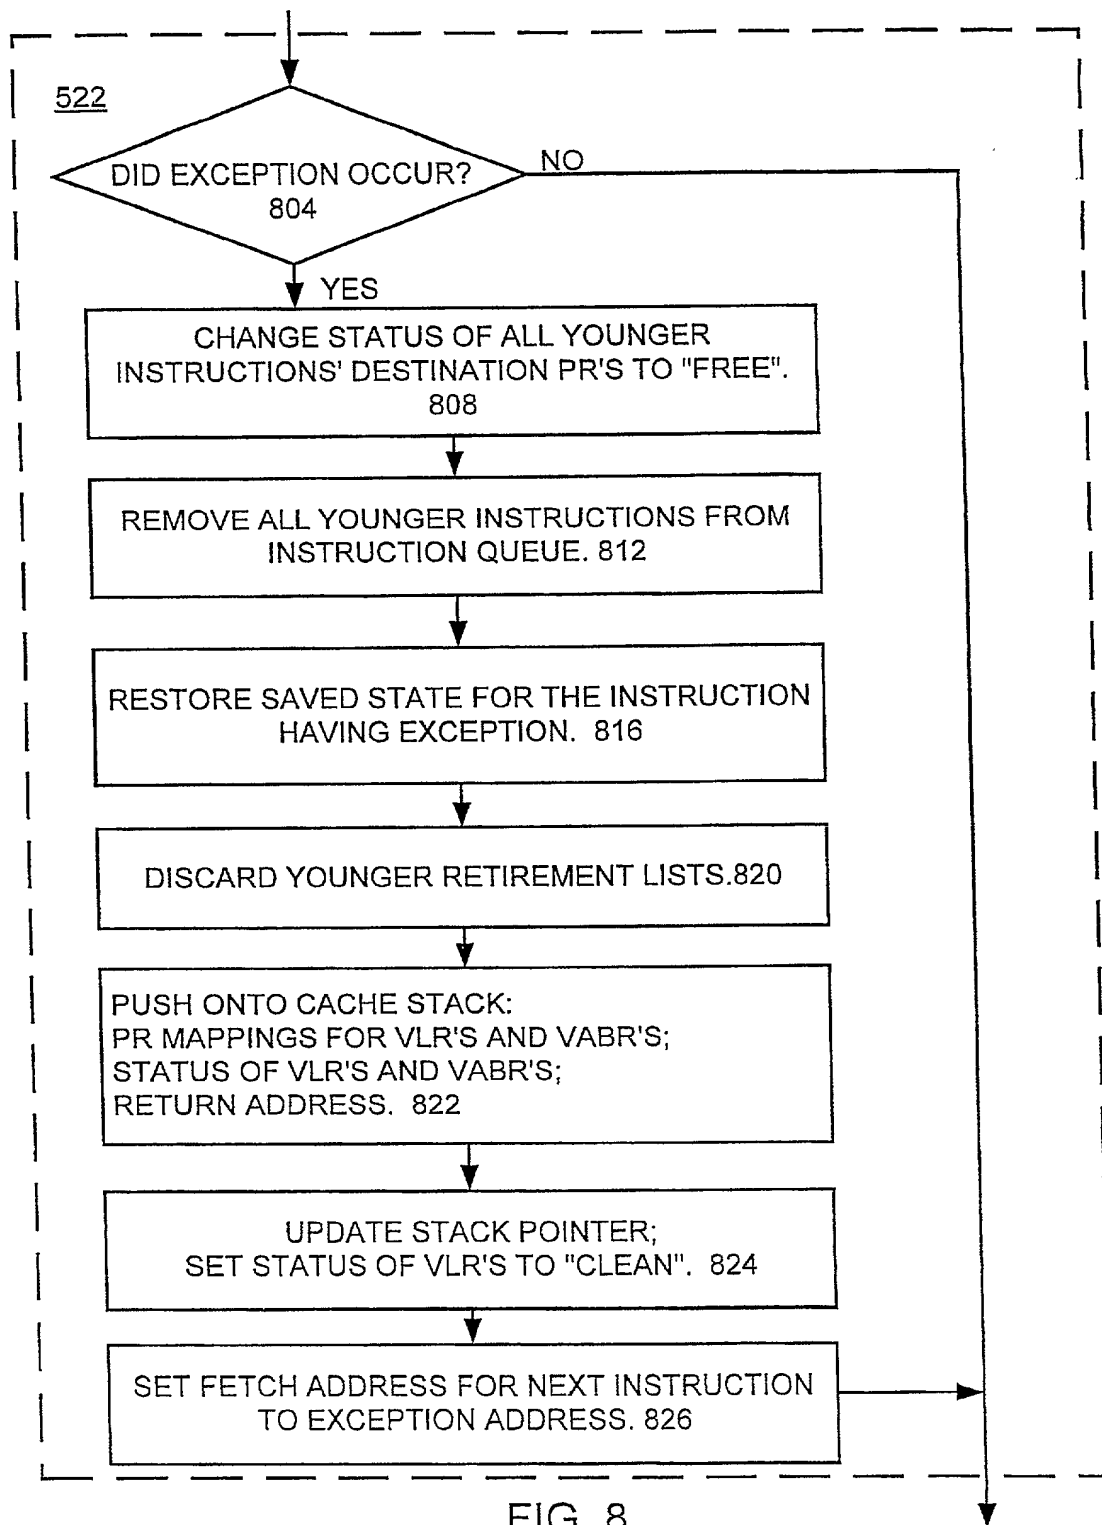 522
DID EXCEPTION OCCUR?
804
NO
YES
CHANGE STATUS OF ALL YOUNGER
INSTRUCTIONS' DESTINATION PR'S TO "FREE".
808
REMOVE ALL YOUNGER INSTRUCTIONS FROM
INSTRUCTION QUEUE. 812
RESTORE SAVED STATE FOR THE INSTRUCTION
HAVING EXCEPTION. 816
DISCARD YOUNGER RETIREMENT LISTS.820
PUSH ONTO CACHE STACK:
PR MAPPINGS FOR VLR'S AND VABR'S;
STATUS OF VLR'S AND VABR'S;
RETURN ADDRESS. 822
UPDATE STACK POINTER;
SET STATUS OF VLR'S TO "CLEAN". 824
SET FETCH ADDRESS FOR NEXT INSTRUCTION
TO EXCEPTION ADDRESS. 826
FIG. 8